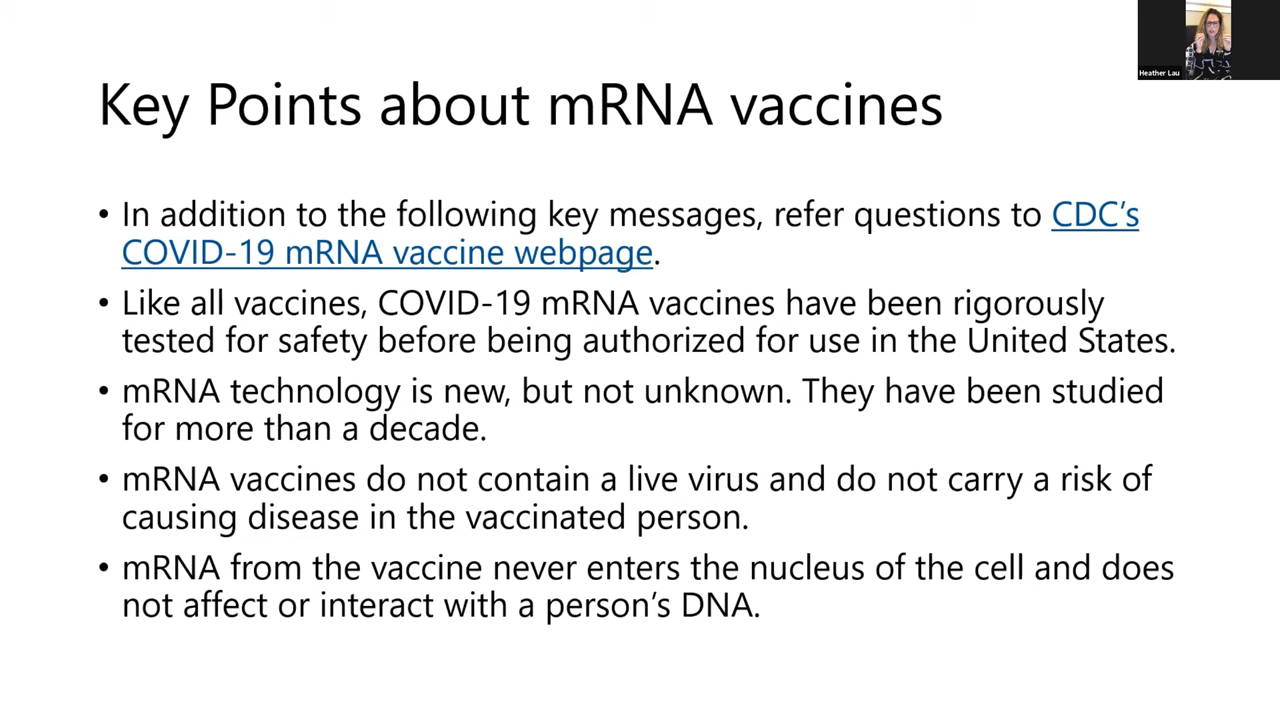 Heather Lau
Key Points about mRNA vaccines
• In addition to the following key messages, refer questions to CDC's
COVID-19 mRNA vaccine webpage.
• Like all vaccines, COVID-19 mRNA vaccines have been rigorously
tested for safety before being authorized for use in the United States.
• mRNA technology is new, but not unknown. They have been studied
for more than a decade.
• mRNA vaccines do not contain a live virus and do not carry a risk of
causing disease in the vaccinated person.
• mRNA from the vaccine never enters the nucleus of the cell and does
not affect or interact with a person's DNA.